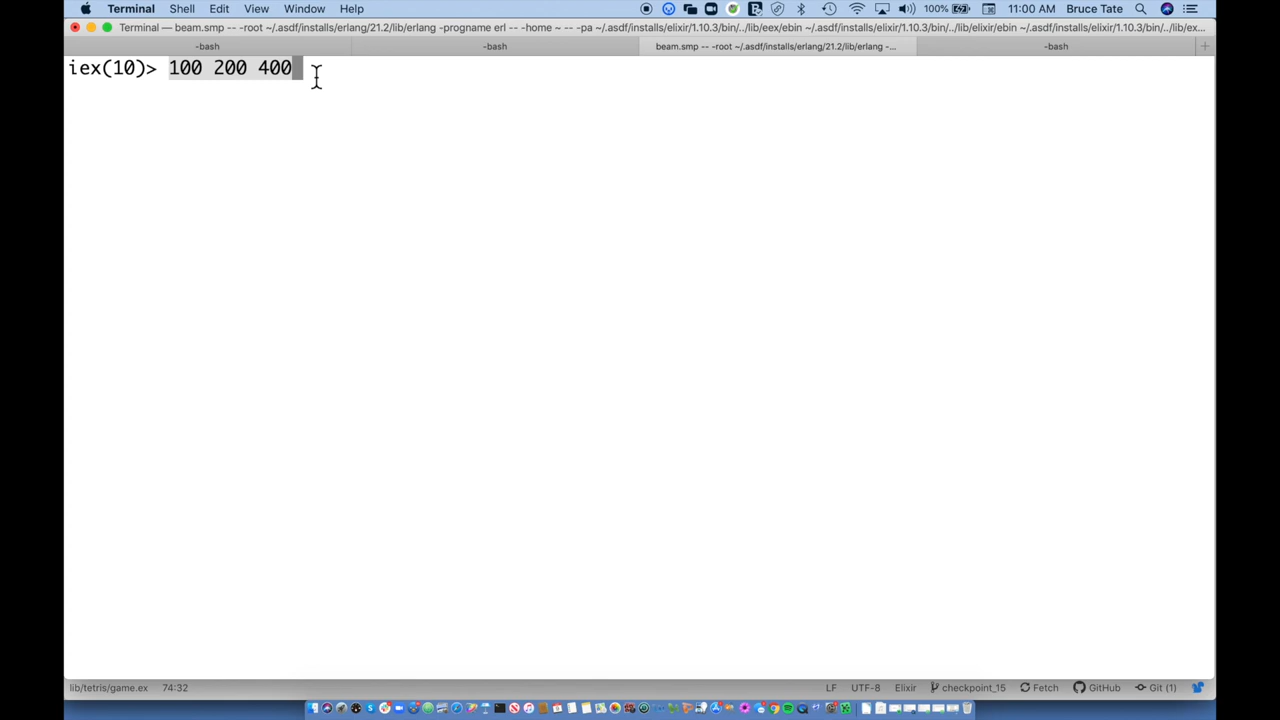 Terminal Shell Edit View Window Help 100% 11:00 AM Bruce Tate
Terminal — beam.smp -- -root ~/.asdf/installs/erlang/21.2/lib/erlang -progname erl -- -home ~ -- -pa ~/.asdf/installs/elixir/1.10.3/bin/../lib/eex/ebin ~/.asdf/installs/elixir/1.10.3/bin/../lib/elixir/ebin ~/.asdf/installs/elixir/1.10.3/bin/../lib/ex...
-bash -bash beam.smp -- -root ~/.asdf/installs/erlang/21.2/lib/erlang -... -bash
iex(10)> 100 200 400
lib/tetris/game.ex 74:32 LF UTF-8 Elixir checkpoint_15 Fetch GitHub Git (1)